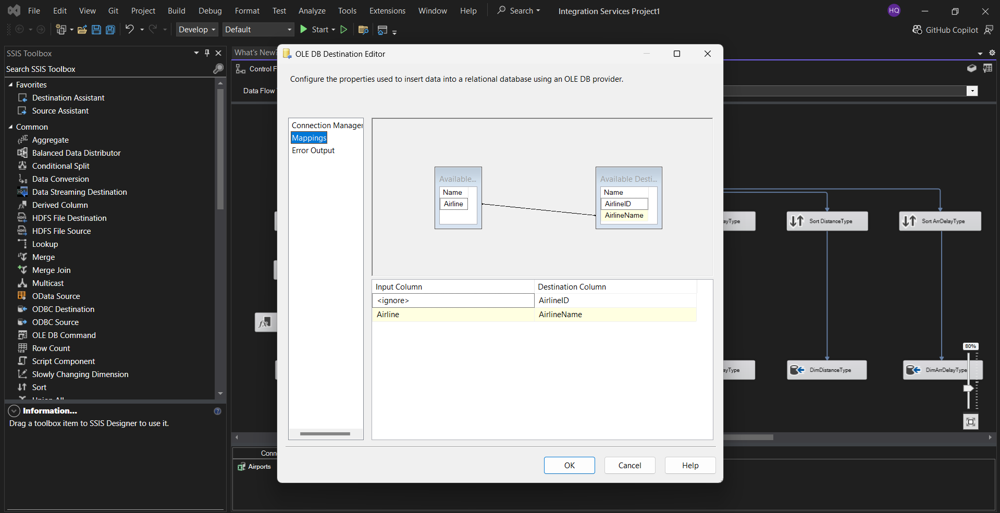 File Edit View Git Project Build Debug Format Test Analyze Tools Extensions Window Help Search Integration Services Project1 HQ
Develop Default Start GitHub Copilot
SSIS Toolbox
Search SSIS Toolbox
Favorites
Destination Assistant
Source Assistant
Common
Aggregate
Balanced Data Distributor
Conditional Split
Data Conversion
Data Streaming Destination
Derived Column
HDFS File Destination
HDFS File Source
Lookup
Merge
Merge Join
Multicast
OData Source
ODBC Destination
ODBC Source
OLE DB Command
Row Count
Script Component
Slowly Changing Dimension
Sort
Union All
Information...
Drag a toolbox item to SSIS Designer to use it.
What's New?
Control F
Data Flow
OLE DB Destination Editor
Configure the properties used to insert data into a relational database using an OLE DB provider.
Connection Manager
Mappings
Error Output
Available...
Name
Airline
Available Desti...
Name
AirlineID
AirlineName
Input Column Destination Column
<ignore> AirlineID
Airline AirlineName
OK Cancel Help
ayType
Sort DistanceType
Sort ArrDelayType
ayType
DimDistanceType
DimArrDelayType
80%
Conn
Airports